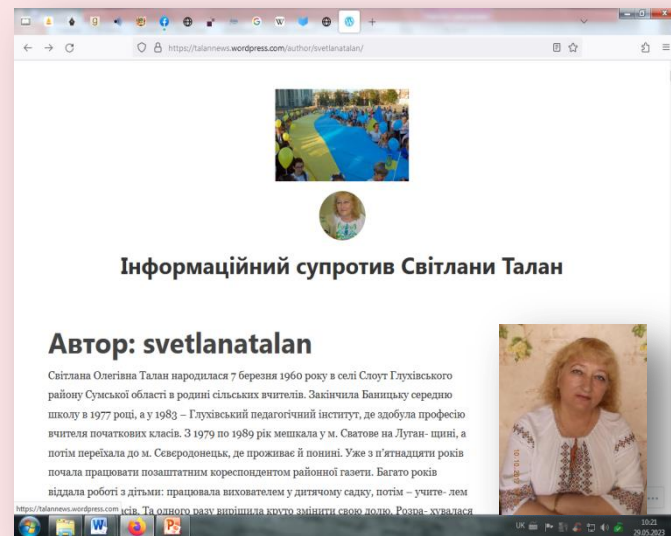 https://talannews.wordpress.com/author/svetlanatalan/
Інформаційний супротив Світлани Талан
Автор: svetlanatalan
Світлана Олегівна Талан народилася 7 березня 1960 року в селі Слоут Глухівського
району Сумської області в родині сільських вчителів. Закінчила Баницьку середню
школу в 1977 році, а у 1983 – Глухівський педагогічний інститут, де здобула професію
вчителя початкових класів. З 1979 по 1989 рік мешкала у м. Сватове на Луган- щині, а
потім переїхала до м. Сєвєродонецьк, де проживає й понині. Уже з п'ятнадцяти років
почала працювати позаштатним кореспондентом районної газети. Багато років
віддала роботі з дітьми: працювала вихователем у дитячому садку, потім – учите- лем
Та одного разу вирішила круто змінити свою долю. Розра- хувалася
https://talannews.wordpress.com
UK
10:21
29.05.2023